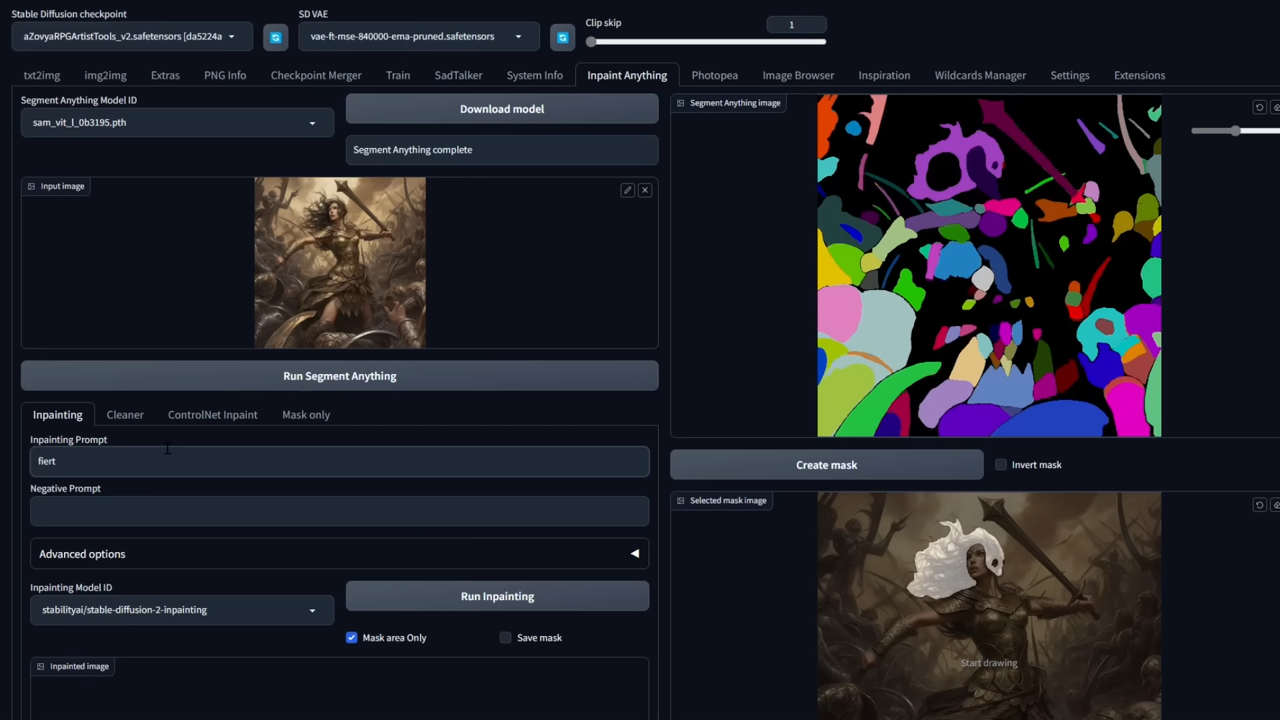 Stable Diffusion checkpoint
aZovyaRPGArtistTools_v2.safetensors [da5224a
SD VAE
vae-ft-mse-840000-ema-pruned.safetensors
Clip skip
1
txt2img
img2img
Extras
PNG Info
Checkpoint Merger
Train
SadTalker
System Info
Inpaint Anything
Photopea
Image Browser
Inspiration
Wildcards Manager
Settings
Extensions
Segment Anything Model ID
sam_vit_l_0b3195.pth
Download model
Segment Anything complete
Input image
Run Segment Anything
Inpainting
Cleaner
ControlNet Inpaint
Mask only
Inpainting Prompt
fiert
Negative Prompt
Advanced options
Inpainting Model ID
stabilityai/stable-diffusion-2-inpainting
Run Inpainting
Mask area Only
Save mask
Inpainted image
Segment Anything image
Create mask
Invert mask
Selected mask image
Start drawing